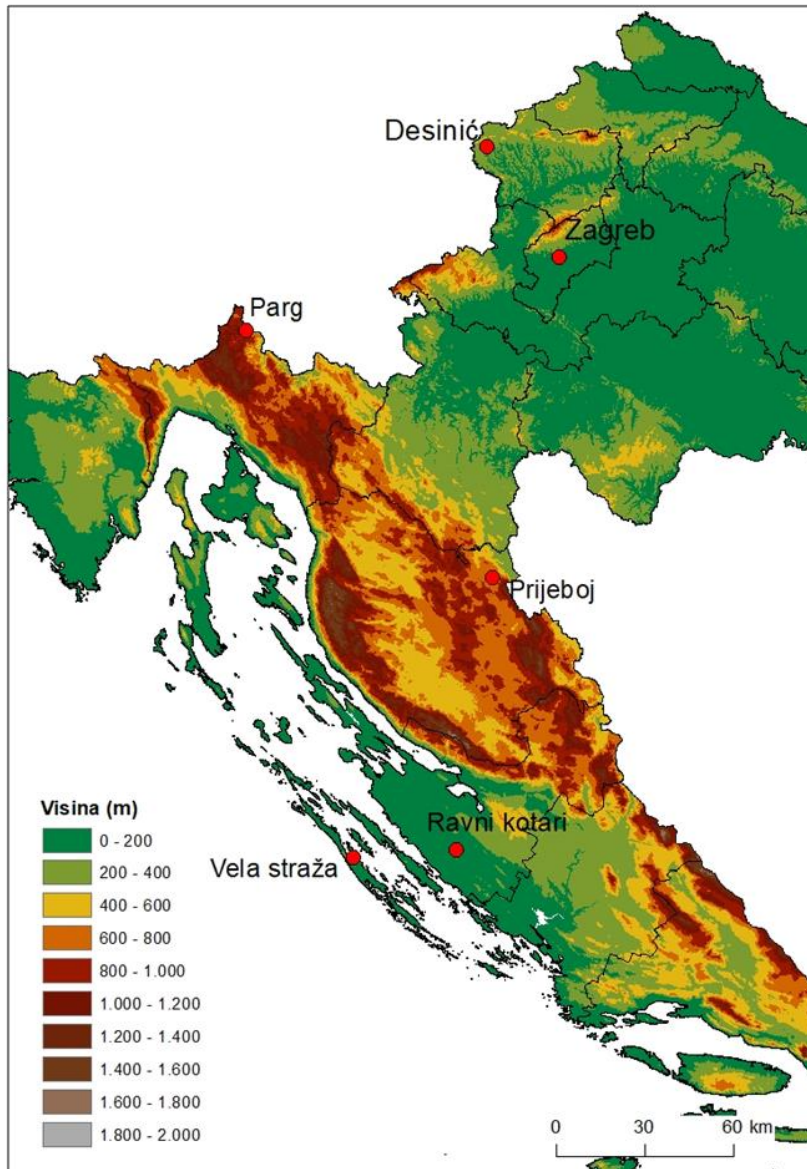 Desinić
Zagreb
Parg
Prijeboj
Ravni kotari
Vela straža
Visina (m)
0 - 200
200 - 400
400 - 600
600 - 800
800 - 1.000
1.000 - 1.200
1.200 - 1.400
1.400 - 1.600
1.600 - 1.800
1.800 - 2.000
0 30 60 km